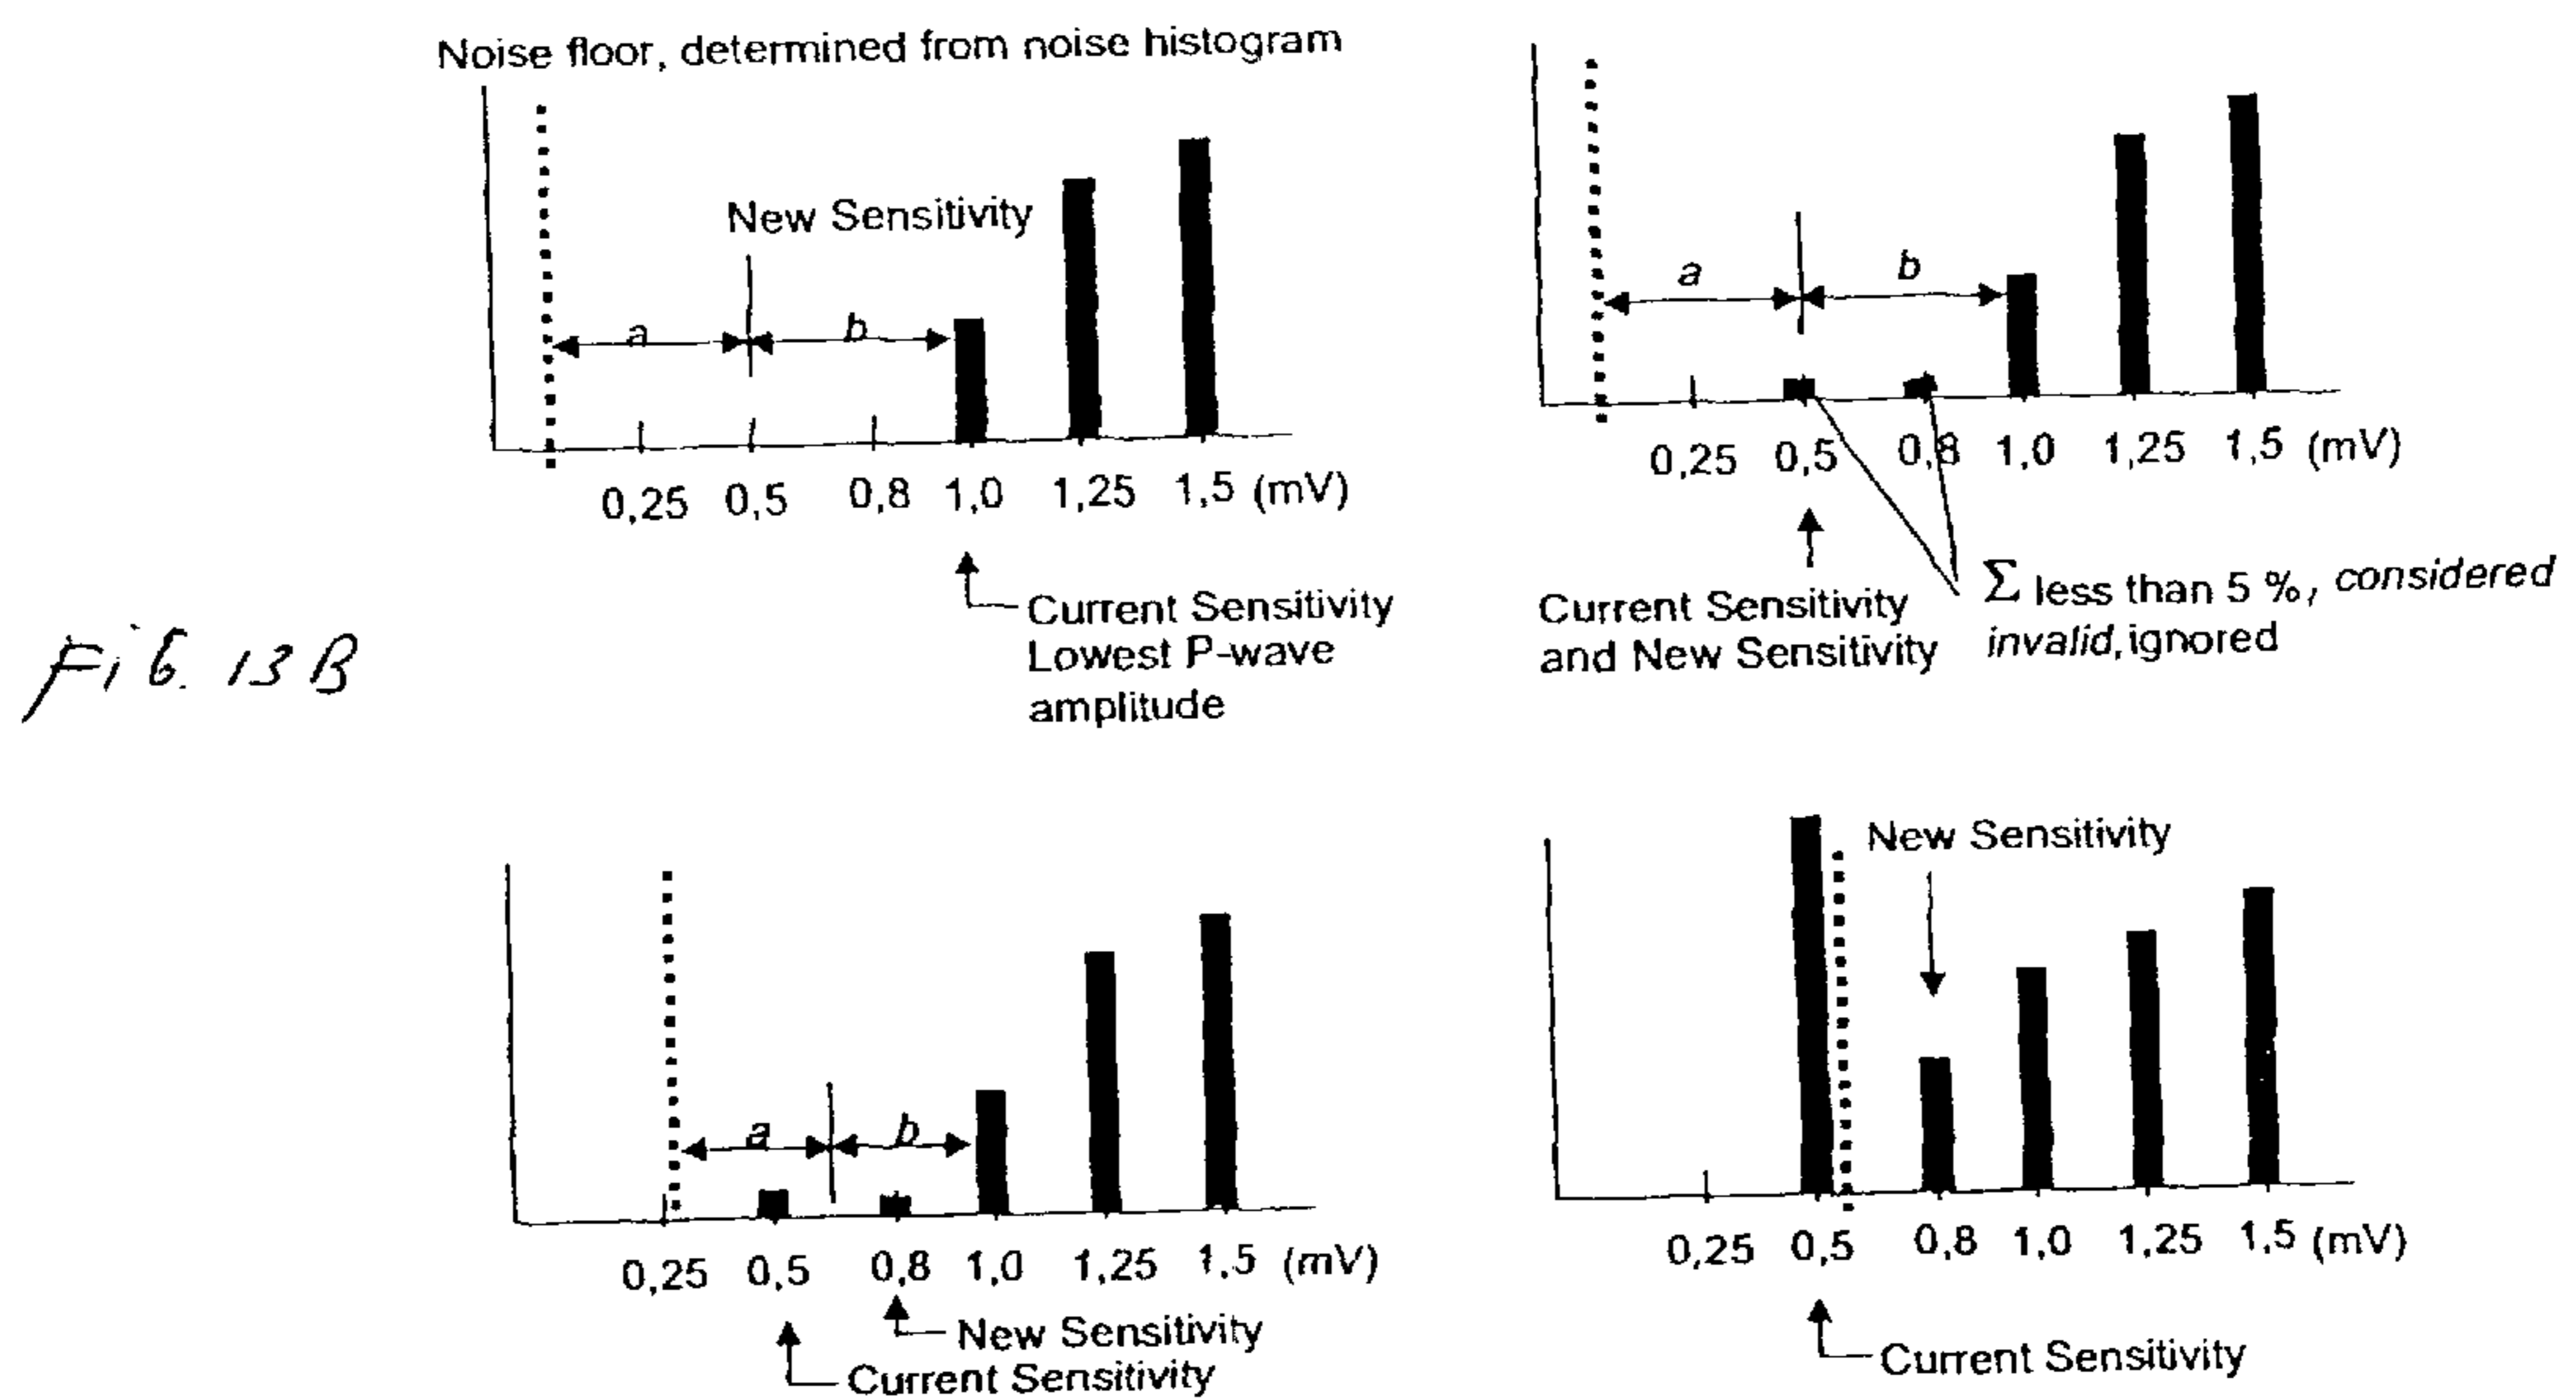 Noise floor, determined from noise histogram
New Sensitivity
a
b
0,25 0,5 0,8 1,0 1,25 1,5 (mV)
Current Sensitivity
Lowest P-wave
amplitude
a
b
0,25 0,5 0,8 1,0 1,25 1,5 (mV)
Current Sensitivity
and New Sensitivity
Σ less than 5 %, considered
invalid, ignored
FiG. 13B
a
b
0,25 0,5 0,8 1,0 1,25 1,5 (mV)
New Sensitivity
Current Sensitivity
New Sensitivity
0,25 0,5 0,8 1,0 1,25 1,5 (mV)
Current Sensitivity